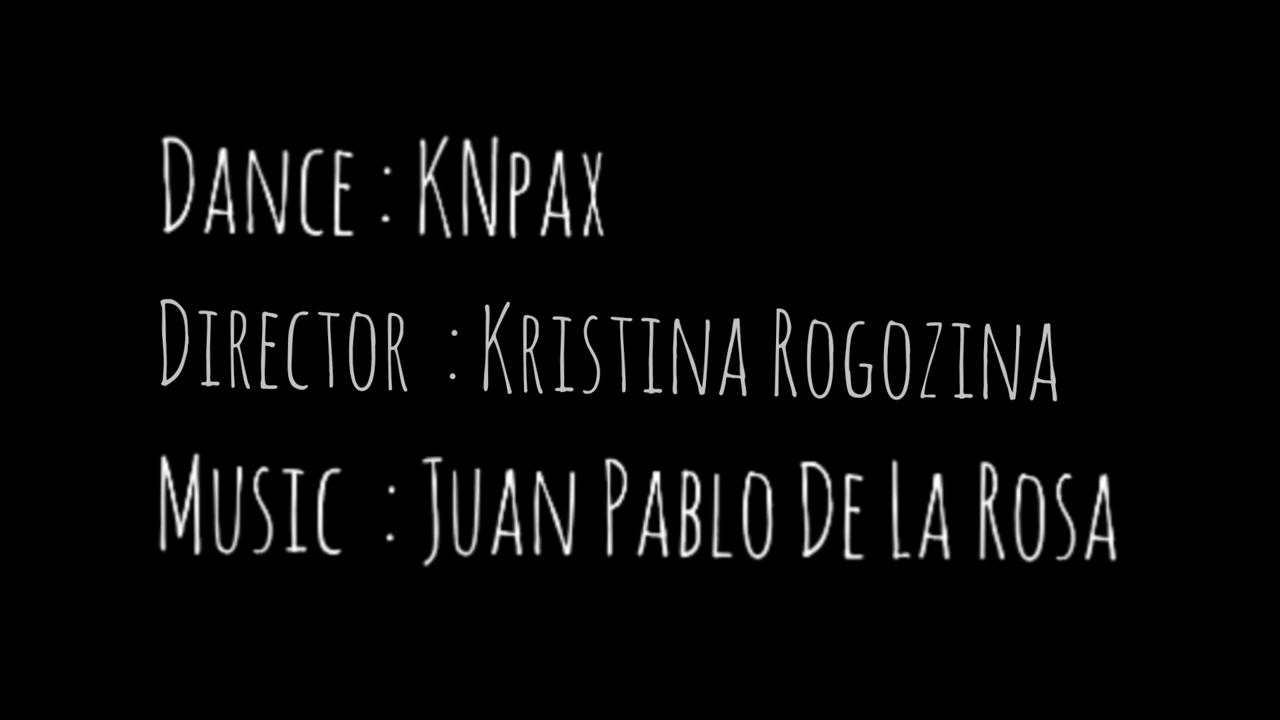 Dance : KNpax
Director : Kristina Rogozina
Music : Juan Pablo De La Rosa